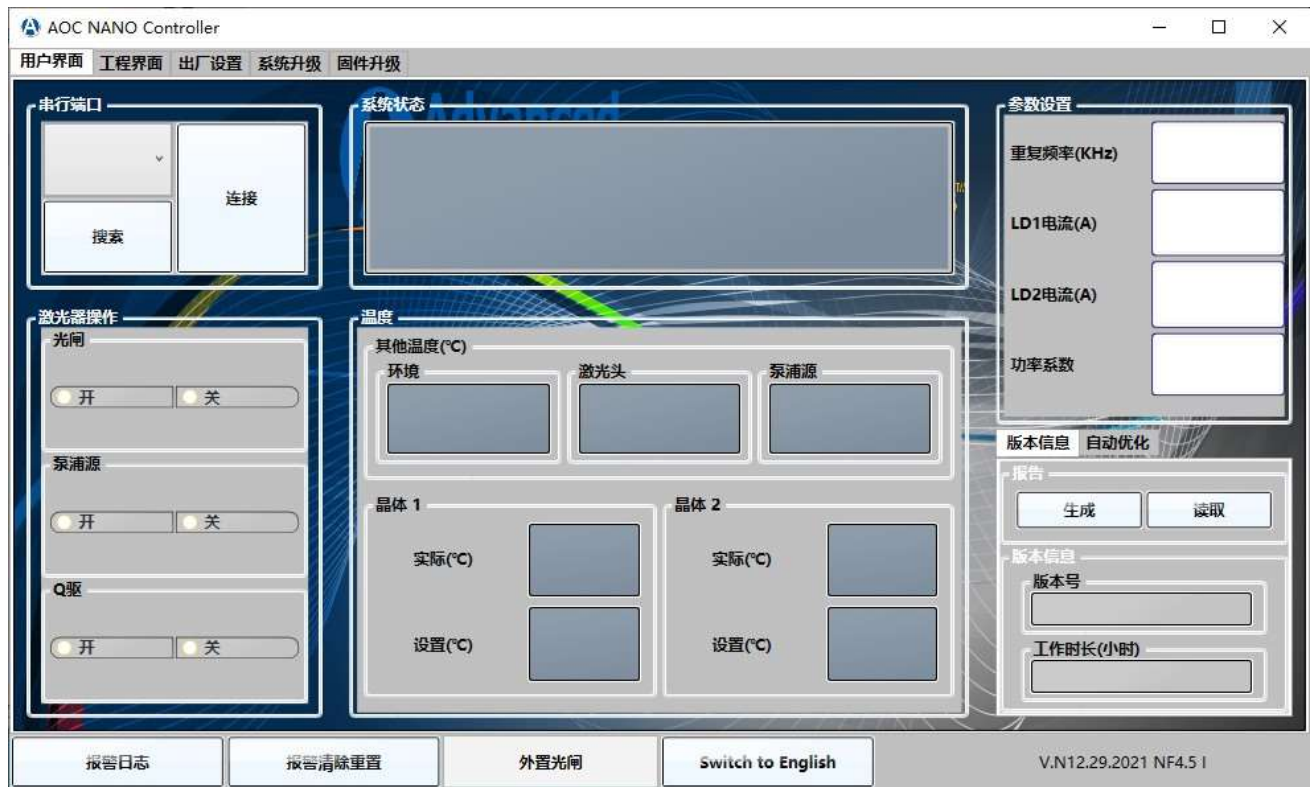 AOC NANO Controller
用户界面 工程界面 出厂设置 系统升级 固件升级
串行端口
连接
搜索
系统状态
Advanced
参数设置
重复频率(KHz)
LD1电流(A)
LD2电流(A)
功率系数
激光器操作
光闸
开 关
泵浦源
开 关
Q驱
开 关
温度
其他温度(℃)
环境 激光头 泵浦源
晶体 1
实际(℃)
设置(℃)
晶体 2
实际(℃)
设置(℃)
版本信息 自动优化
报告
生成 读取
版本信息
版本号
工作时长(小时)
报警日志 报警清除重置 外置光闸 Switch to English V.N12.29.2021 NF4.5 I